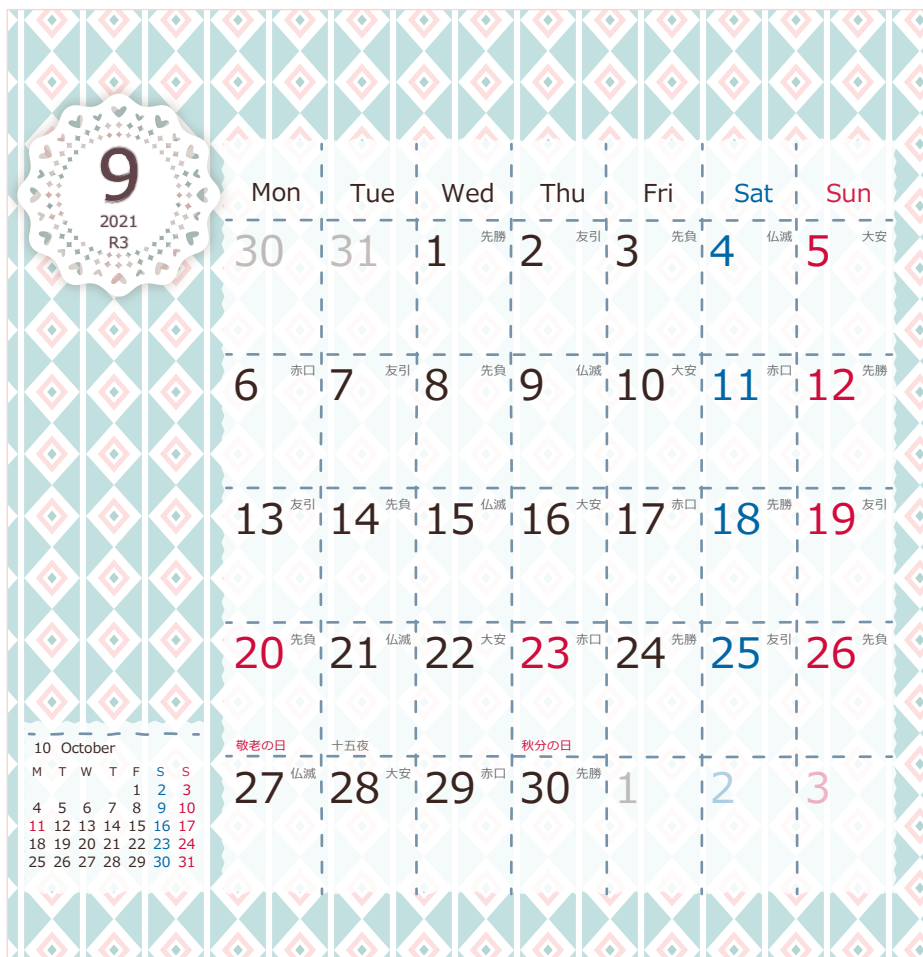 9
2021
R3
Mon Tue Wed Thu Fri Sat Sun
30 31 1 先勝 2 友引 3 先負 4 仏滅 5 大安
6 赤口 7 友引 8 先負 9 仏滅 10 大安 11 赤口 12 先勝
13 友引 14 先負 15 仏滅 16 大安 17 赤口 18 先勝 19 友引
20 先負 21 仏滅 22 大安 23 赤口 24 先勝 25 友引 26 先負
敬老の日 十五夜 秋分の日
27 仏滅 28 大安 29 赤口 30 先勝 1 2 3
10 October
M T W T F S S
1 2 3
4 5 6 7 8 9 10
11 12 13 14 15 16 17
18 19 20 21 22 23 24
25 26 27 28 29 30 31